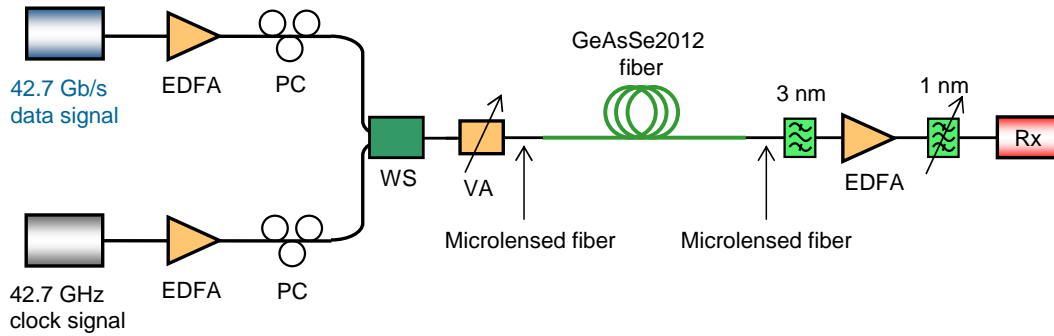 42.7 Gb/s
data signal
EDFA
PC
WS
VA
Microlensed fiber
GeAsSe2012
fiber
Microlensed fiber
3 nm
EDFA
1 nm
Rx
42.7 GHz
clock signal
EDFA
PC